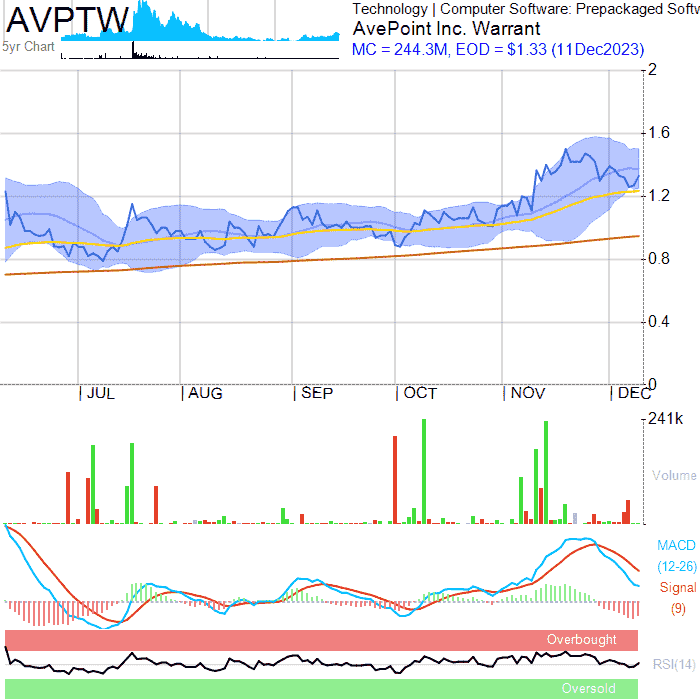 AVPTW
Technology | Computer Software: Prepackaged Softw
AvePoint Inc. Warrant
5yr Chart
MC = 244.3M, EOD = $1.33 (11Dec2023)
2
1.6
1.2
0.8
0.4
0
JUL AUG SEP OCT NOV DEC
241k
Volume
MACD
(12-26)
Signal
(9)
Overbought
RSI(14)
Oversold